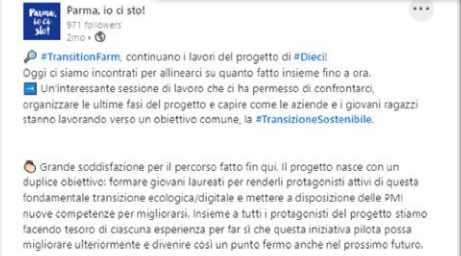 Parma,
io ci
sto!
Parma, io ci sto!
971 followers
2mo •
#TransitionFarm, continuano i lavori del progetto di #Dieci!
Oggi ci siamo incontrati per allinearci su quanto fatto insieme fino a ora.
Un'interessante sessione di lavoro che ci ha permesso di confrontarci,
organizzare le ultime fasi del progetto e capire come le aziende e i giovani ragazzi
stanno lavorando verso un obiettivo comune, la #TransizioneSostenibile.
Grande soddisfazione per il percorso fatto fin qui. Il progetto nasce con un
duplice obiettivo: formare giovani laureati per renderli protagonisti attivi di questa
fondamentale transizione ecologica/digitale e mettere a disposizione delle PMI
nuove competenze per migliorarsi. Insieme a tutti i protagonisti del progetto stiamo
facendo tesoro di ciascuna esperienza per far sì che questa iniziativa pilota possa
migliorare ulteriormente e divenire così un punto fermo anche nel prossimo futuro.